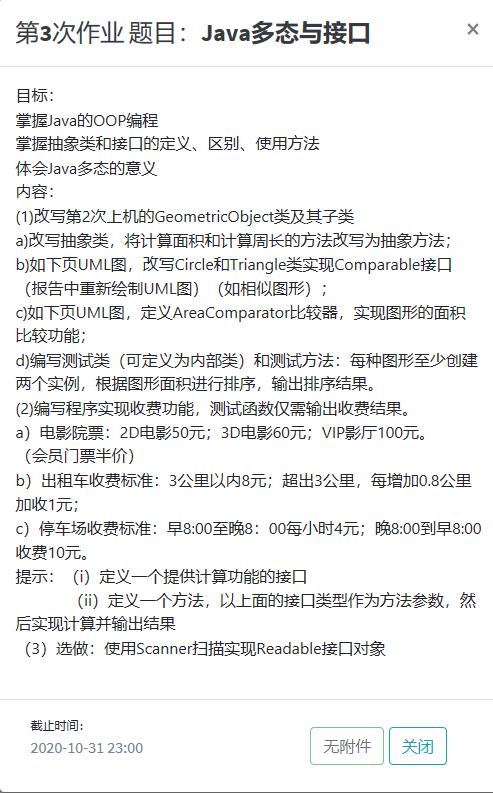 第3次作业 题目：Java多态与接口
×
目标：
掌握Java的OOP编程
掌握抽象类和接口的定义、区别、使用方法
体会Java多态的意义
内容：
(1)改写第2次上机的GeometricObject类及其子类
a)改写抽象类，将计算面积和计算周长的方法改写为抽象方法；
b)如下页UML图，改写Circle和Triangle类实现Comparable接口
（报告中重新绘制UML图）（如相似图形）；
c)如下页UML图，定义AreaComparator比较器，实现图形的面积
比较功能；
d)编写测试类（可定义为内部类）和测试方法：每种图形至少创建
两个实例，根据图形面积进行排序，输出排序结果。
(2)编写程序实现收费功能，测试函数仅需输出收费结果。
a）电影院票：2D电影50元；3D电影60元；VIP影厅100元。
（会员门票半价）
b）出租车收费标准：3公里以内8元；超出3公里，每增加0.8公里
加收1元；
c）停车场收费标准：早8:00至晚8：00每小时4元；晚8:00到早8:00
收费10元。
提示：（i）定义一个提供计算功能的接口
（ii）定义一个方法，以上面的接口类型作为方法参数，然
后实现计算并输出结果
（3）选做：使用Scanner扫描实现Readable接口对象
截止时间：
2020-10-31 23:00
无附件 关闭